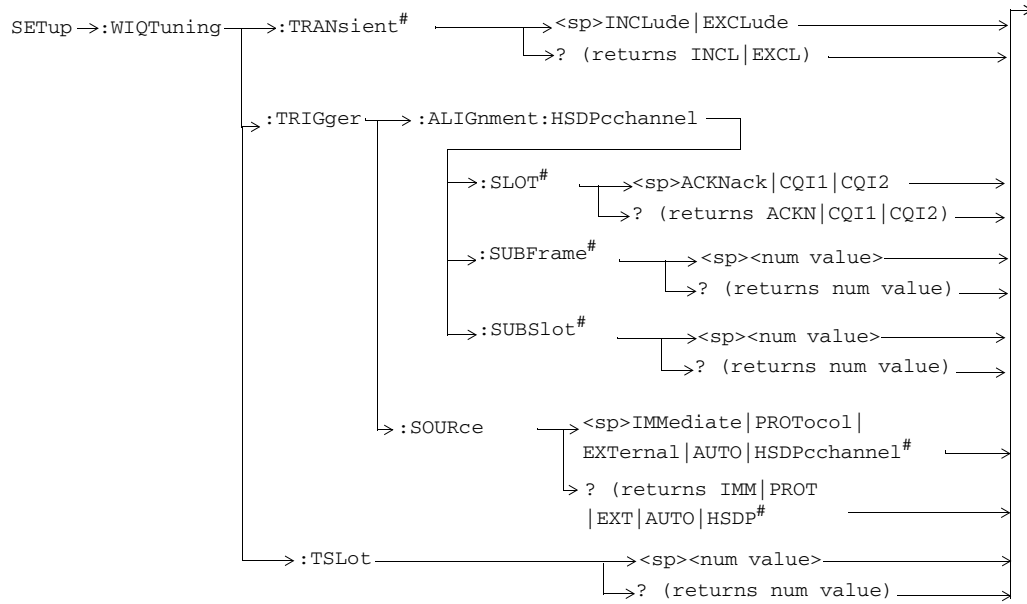 SETup :WIQTuning :TRANsient# <sp>INCLude|EXCLude
? (returns INCL|EXCL)
:TRIGger :ALIGnment:HSDPcchannel
:SLOT# <sp>ACKNack|CQI1|CQI2
? (returns ACKN|CQI1|CQI2)
:SUBFrame# <sp><num value>
? (returns num value)
:SUBSlot# <sp><num value>
? (returns num value)
:SOURce <sp>IMMediate|PROTocol|
EXTernal|AUTO|HSDPcchannel#
? (returns IMM|PROT
|EXT|AUTO|HSDP#
:TSLot <sp><num value>
? (returns num value)